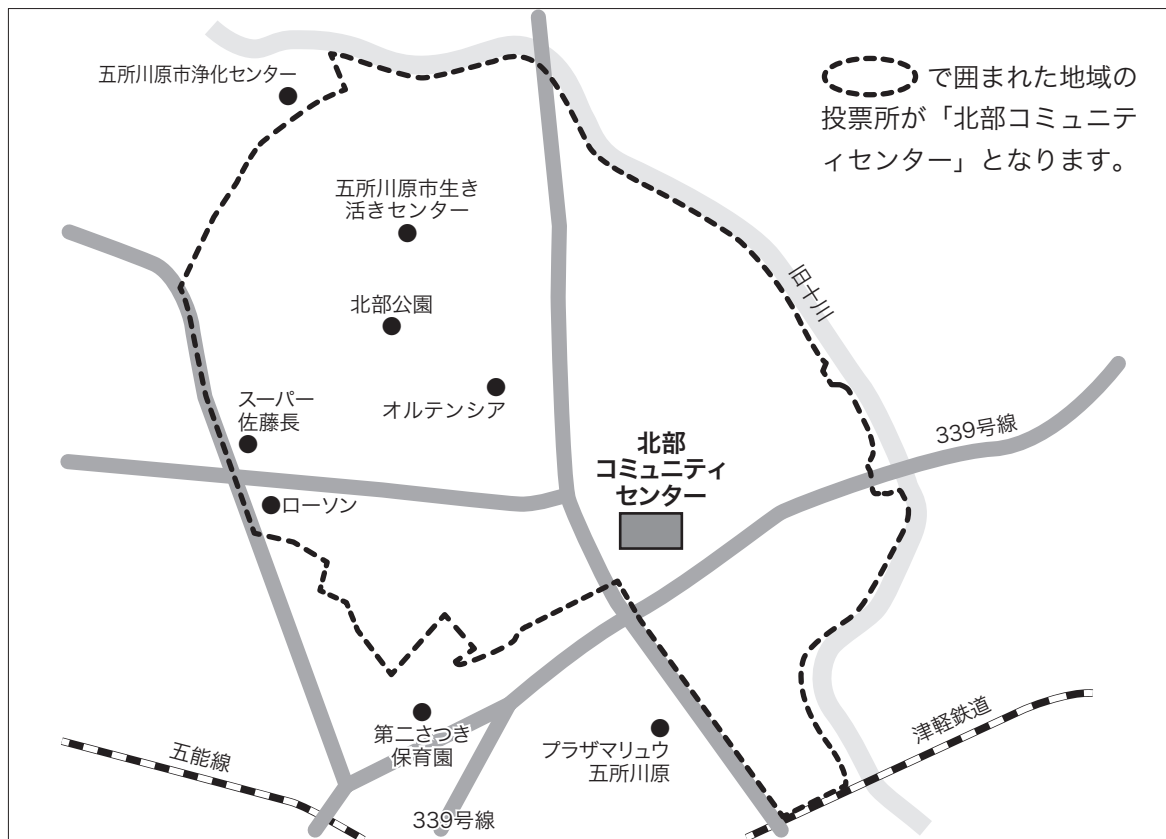 五所川原市浄化センター
で囲まれた地域の
投票所が「北部コミュニテ
ィセンター」となります。
五所川原市生き
活きセンター
北部公園
旧十川
スーパー
佐藤長
オルテンシア
339号線
北部
コミュニティ
センター
ローソン
第二さつき
保育園
プラザマリュウ
五所川原
津軽鉄道
五能線
339号線